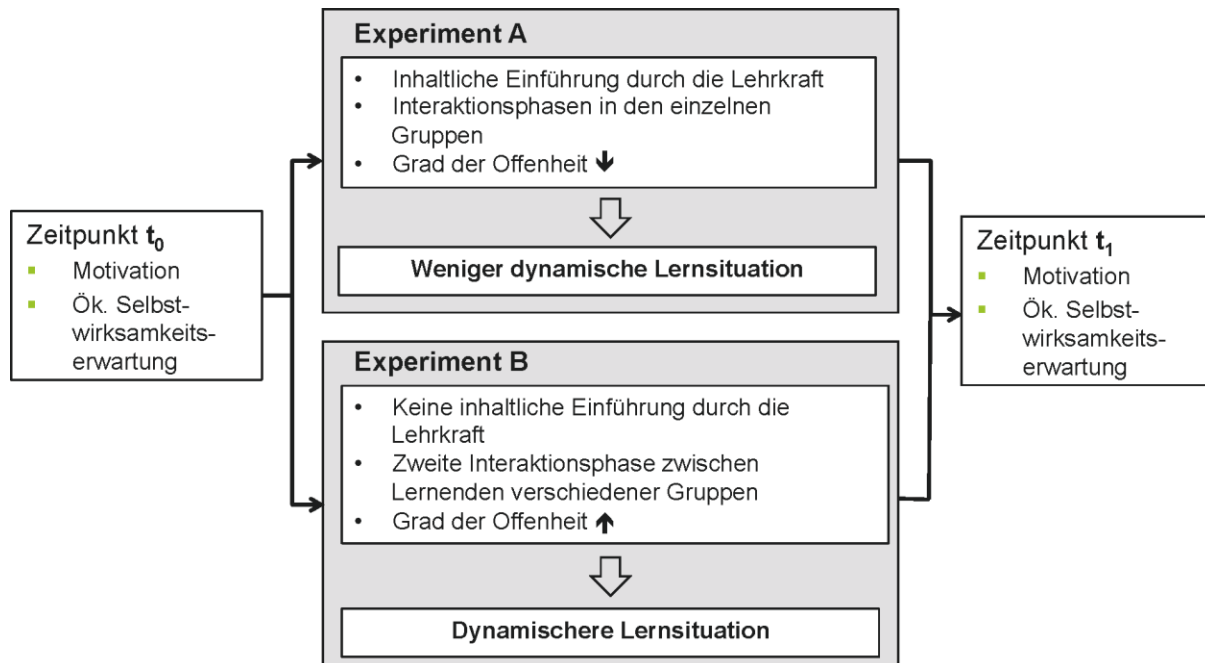 Zeitpunkt t0
▪ Motivation
▪ Ök. Selbst-
wirksamkeits-
erwartung
Experiment A
• Inhaltliche Einführung durch die Lehrkraft
• Interaktionsphasen in den einzelnen
Gruppen
• Grad der Offenheit 🡻
Weniger dynamische Lernsituation
Experiment B
• Keine inhaltliche Einführung durch die
Lehrkraft
• Zweite Interaktionsphase zwischen
Lernenden verschiedener Gruppen
• Grad der Offenheit 🡹
Dynamischere Lernsituation
Zeitpunkt t1
▪ Motivation
▪ Ök. Selbst-
wirksamkeits-
erwartung